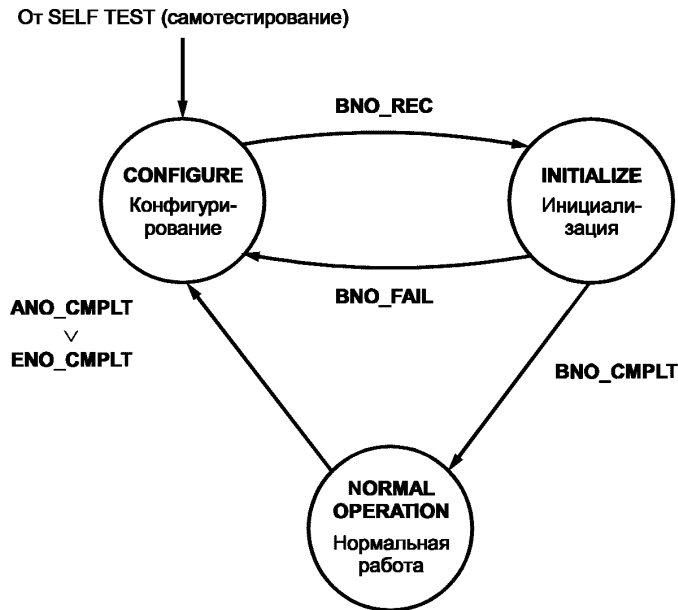 От SELF TEST (самотестирование)
BNO_REC
CONFIGURE
Конфигури-
рование
INITIALIZE
Инициали-
зация
BNO_FAIL
ANO_CMPLT
∨
ENO_CMPLT
BNO_CMPLT
NORMAL
OPERATION
Нормальная
работа